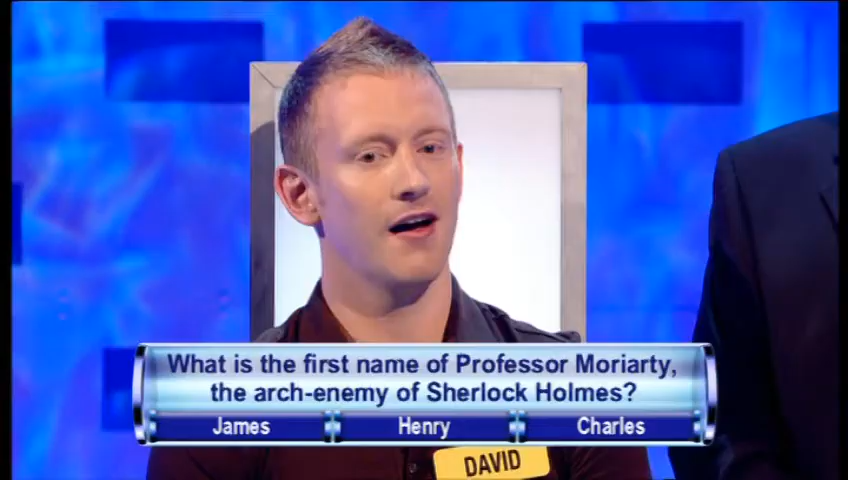 What is the first name of Professor Moriarty,
the arch-enemy of Sherlock Holmes?
James Henry Charles
DAVID